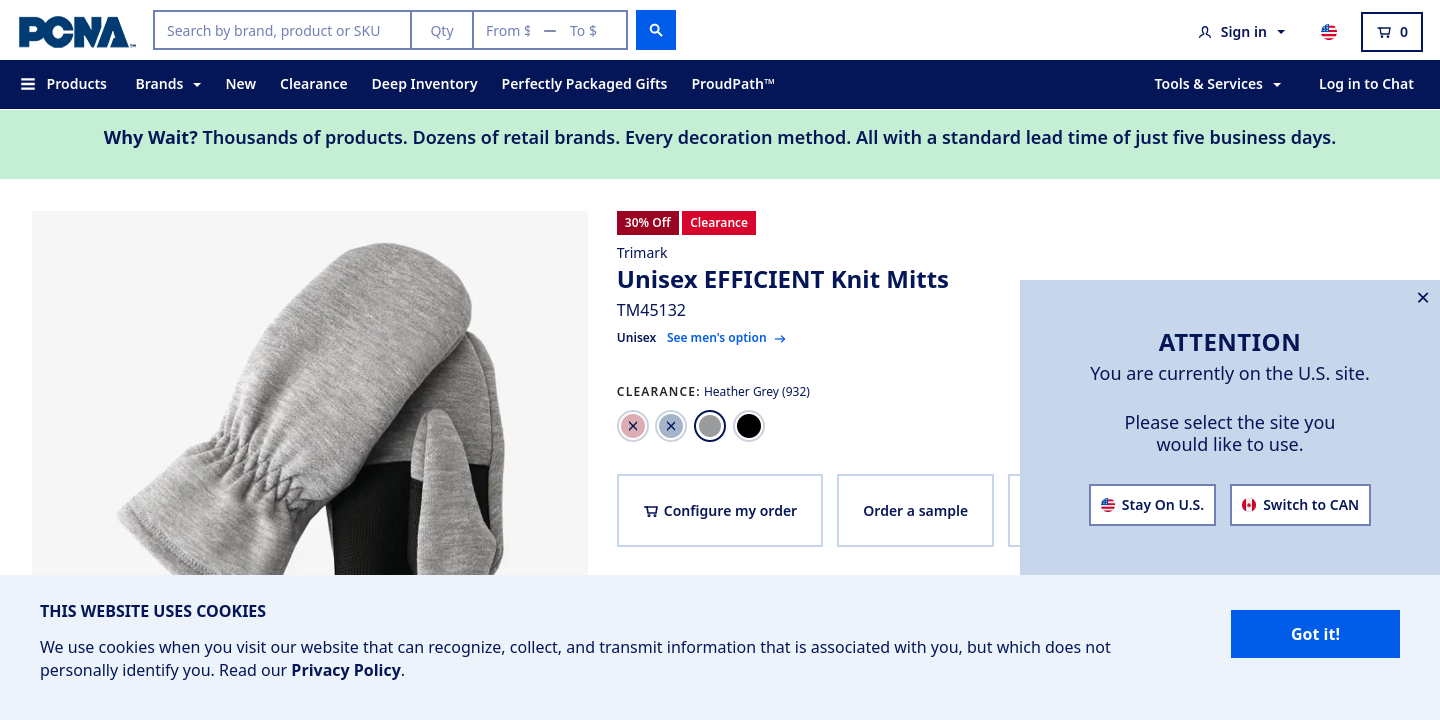 PCNA™
Search by brand, product or SKU
Qty
From $ — To $
Sign in
0
Products
Brands
New
Clearance
Deep Inventory
Perfectly Packaged Gifts
ProudPath™
Tools & Services
Log in to Chat
Why Wait? Thousands of products. Dozens of retail brands. Every decoration method. All with a standard lead time of just five business days.
30% Off
Clearance
Trimark
Unisex EFFICIENT Knit Mitts
TM45132
Unisex See men's option →
CLEARANCE: Heather Grey (932)
Configure my order
Order a sample
ATTENTION
You are currently on the U.S. site.
Please select the site you
would like to use.
Stay On U.S.
Switch to CAN
THIS WEBSITE USES COOKIES
We use cookies when you visit our website that can recognize, collect, and transmit information that is associated with you, but which does not
personally identify you. Read our Privacy Policy.
Got it!